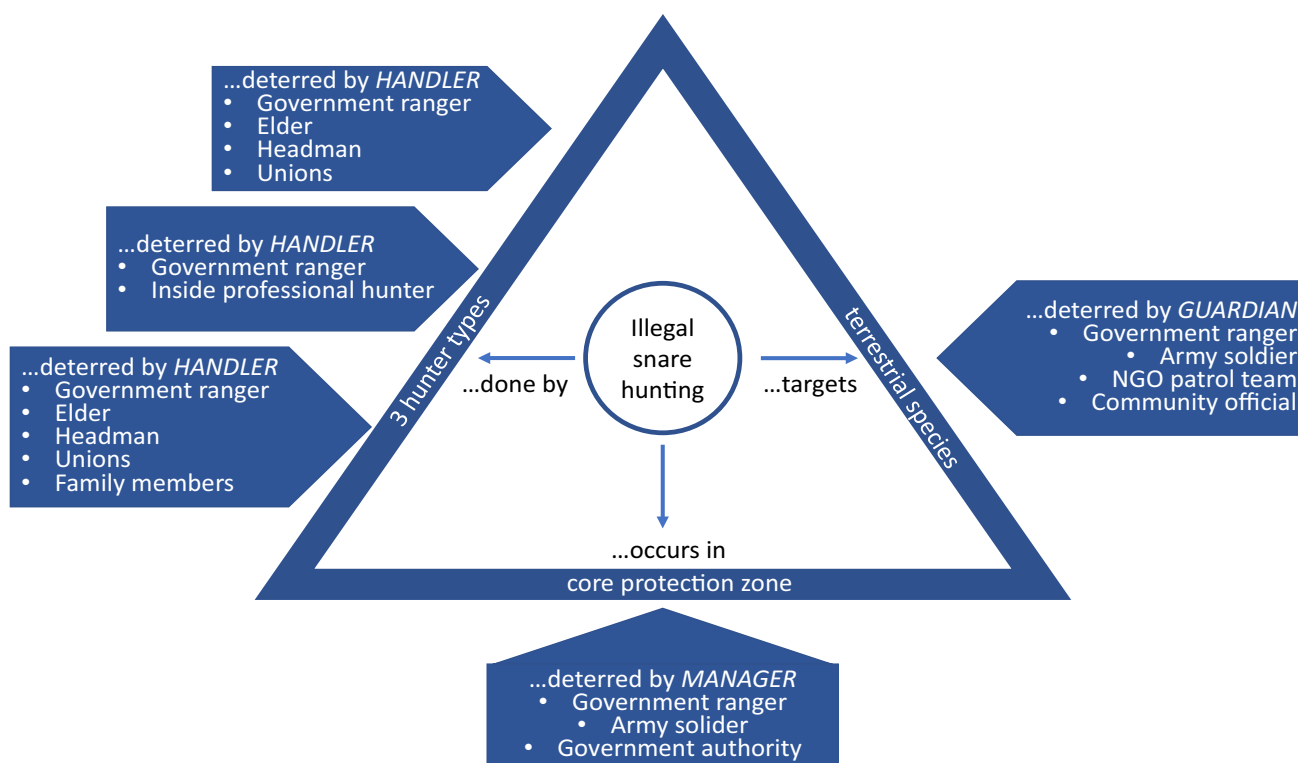 ...deterred by HANDLER
• Government ranger
• Elder
• Headman
• Unions
...deterred by HANDLER
• Government ranger
• Inside professional hunter
...deterred by HANDLER
• Government ranger
• Elder
• Headman
• Unions
• Family members
3 hunter types
...done by
Illegal
snare
hunting
...targets
terrestrial species
...deterred by GUARDIAN
• Government ranger
• Army soldier
• NGO patrol team
• Community official
...occurs in
core protection zone
...deterred by MANAGER
• Government ranger
• Army solider
• Government authority